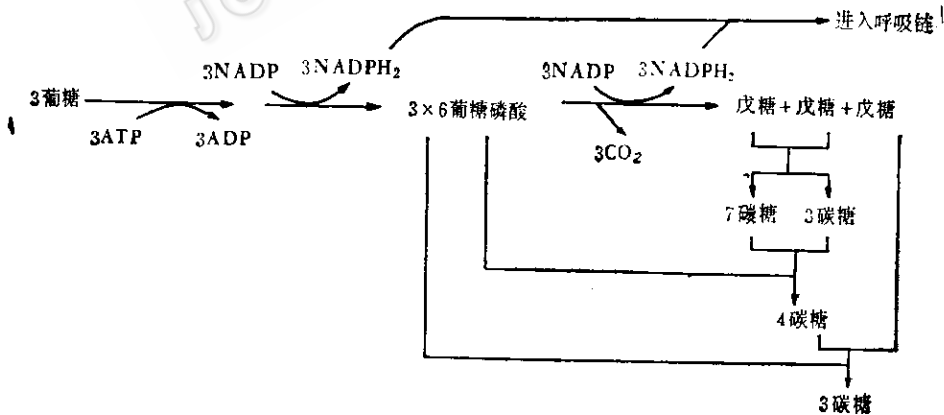 进入呼吸链
3NADP 3NADPH₂ 3NADP 3NADPH₂
3葡糖 3×6葡糖磷酸 戊糖+戊糖+戊糖
3ATP 3ADP 3CO₂
7碳糖 3碳糖
4碳糖
3碳糖